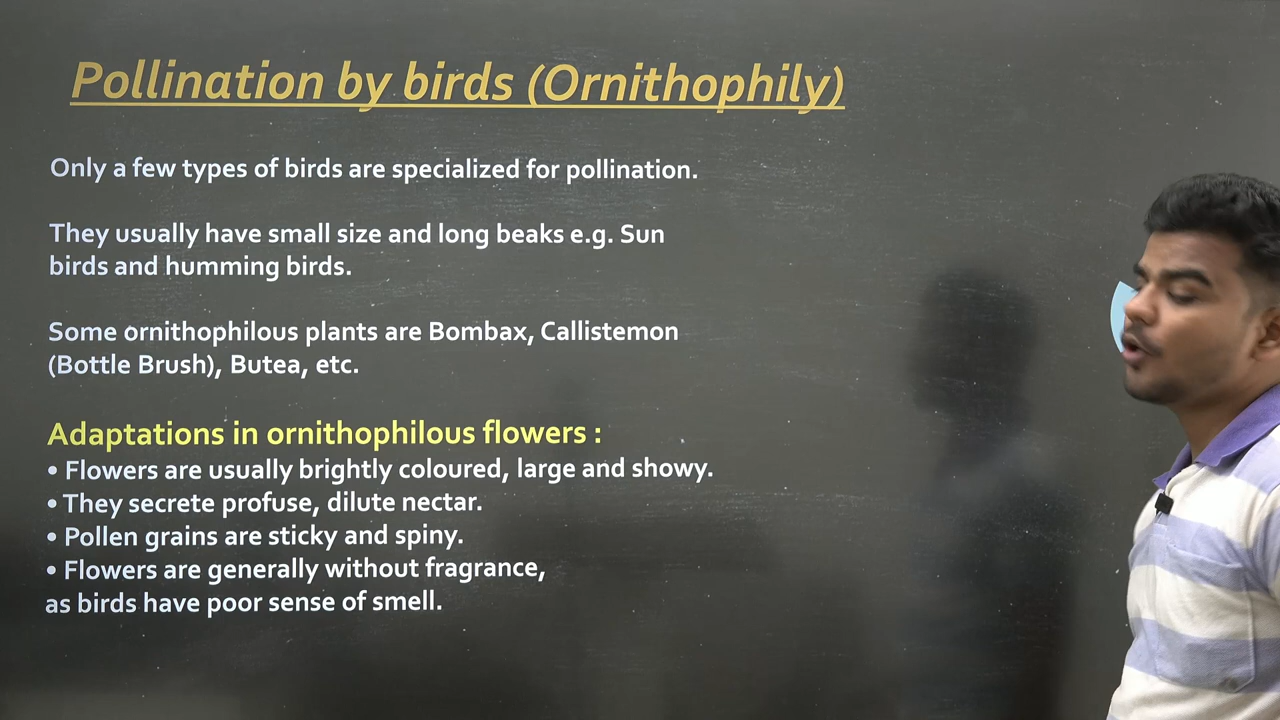 Pollination by birds (Ornithophily)
Only a few types of birds are specialized for pollination.
They usually have small size and long beaks e.g. Sun
birds and humming birds.
Some ornithophilous plants are Bombax, Callistemon
(Bottle Brush), Butea, etc.
Adaptations in ornithophilous flowers :
• Flowers are usually brightly coloured, large and showy.
• They secrete profuse, dilute nectar.
• Pollen grains are sticky and spiny.
• Flowers are generally without fragrance,
as birds have poor sense of smell.